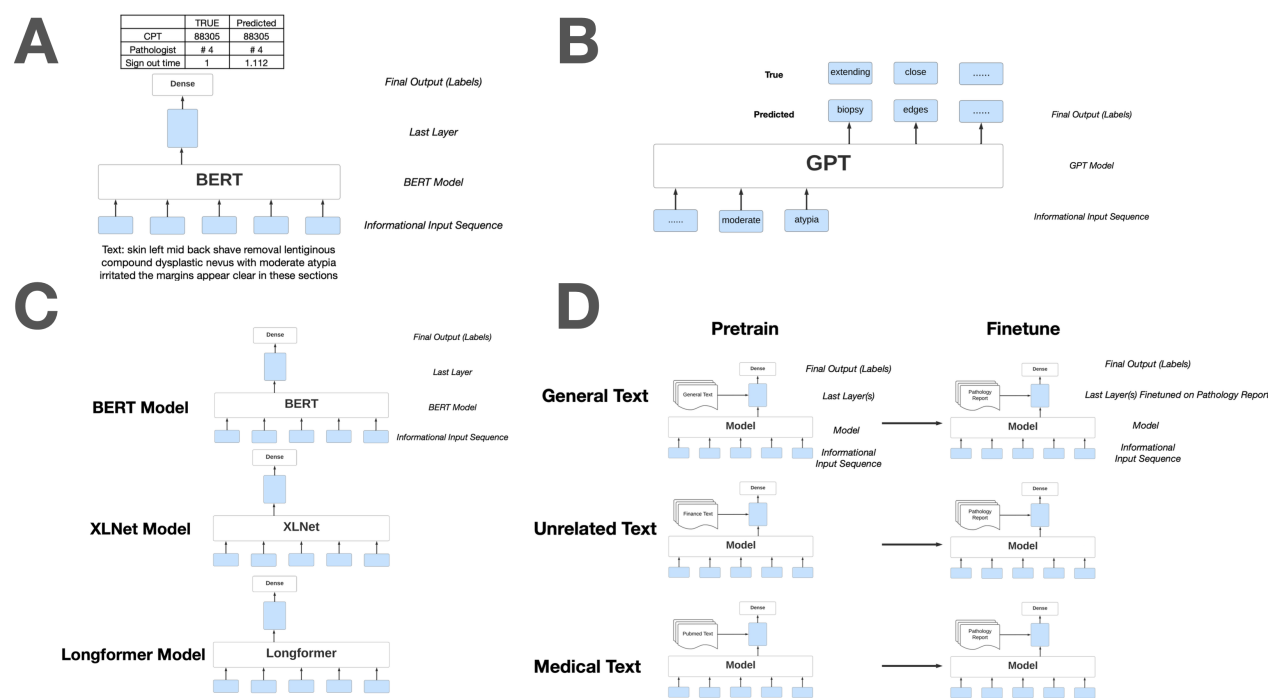 A
TRUE Predicted
CPT 88305 88305
Pathologist # 4 # 4
Sign out time 1 1.112
Dense
Final Output (Labels)
Last Layer
BERT
BERT Model
Informational Input Sequence
Text: skin left mid back shave removal lentiginous
compound dysplastic nevus with moderate atypia
irritated the margins appear clear in these sections
B
True
extending close ......
Predicted
biopsy edges ......
Final Output (Labels)
GPT
GPT Model
...... moderate atypia
Informational Input Sequence
C
Dense
Final Output (Labels)
Last Layer
BERT Model
BERT
BERT Model
Informational Input Sequence
Dense
XLNet Model
XLNet
Dense
Longformer Model
Longformer
D
Pretrain
Finetune
General Text
Dense
Final Output (Labels)
General Text
Last Layer(s)
Model
Model
Informational
Input Sequence
Dense
Final Output (Labels)
Pathology
Report
Last Layer(s) Finetuned on Pathology Report
Model
Model
Informational
Input Sequence
Unrelated Text
Dense
Finance Text
Model
Dense
Pathology
Report
Model
Medical Text
Dense
Pubmed Text
Model
Dense
Pathology
Report
Model